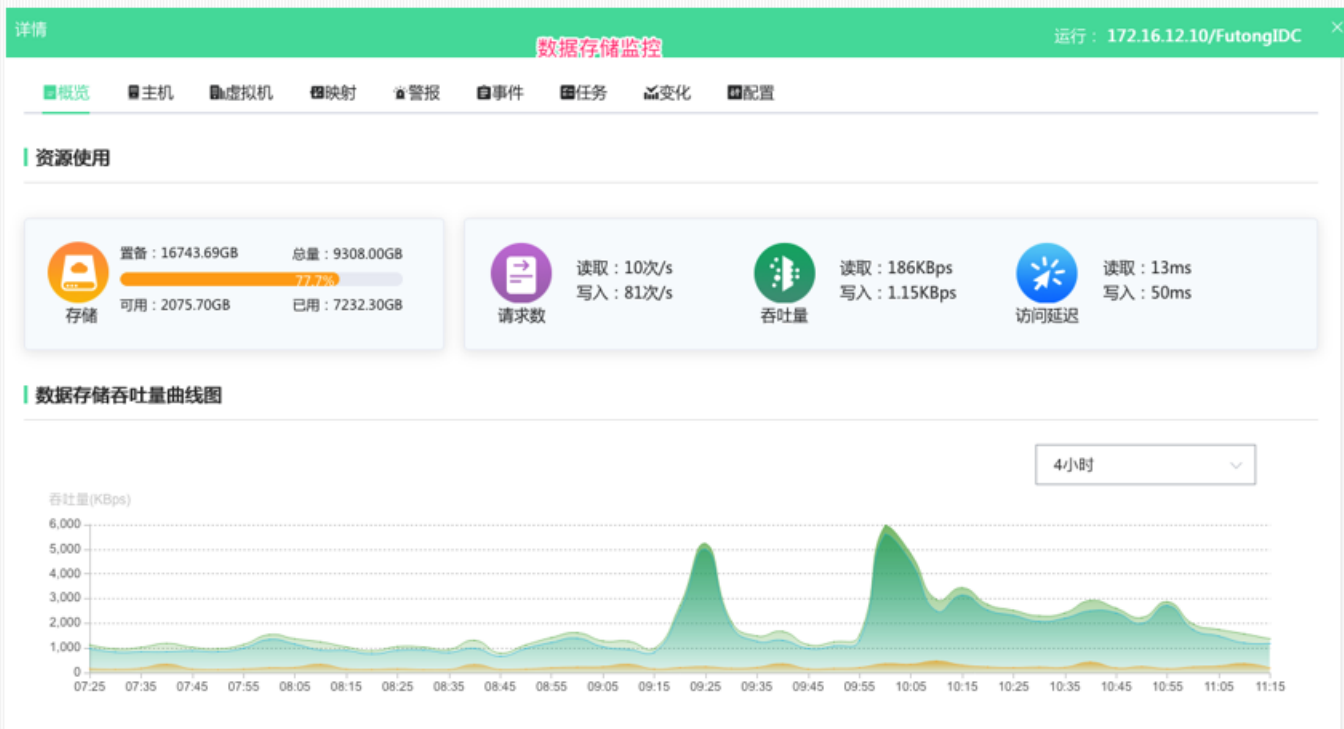 详情
数据存储监控
运行： 172.16.12.10/FutongIDC
概览 主机 虚拟机 映射 警报 事件 任务 变化 配置
资源使用
置备：16743.69GB 总量：9308.00GB
77.7%
可用：2075.70GB 已用：7232.30GB
存储
读取：10次/s
写入：81次/s
请求数
读取：186KBps
写入：1.15KBps
吞吐量
读取：13ms
写入：50ms
访问延迟
数据存储吞吐量曲线图
4小时
吞吐量(KBps)
6,000
5,000
4,000
3,000
2,000
1,000
0
07:25 07:35 07:45 07:55 08:05 08:15 08:25 08:35 08:45 08:55 09:05 09:15 09:25 09:35 09:45 09:55 10:05 10:15 10:25 10:35 10:45 10:55 11:05 11:15